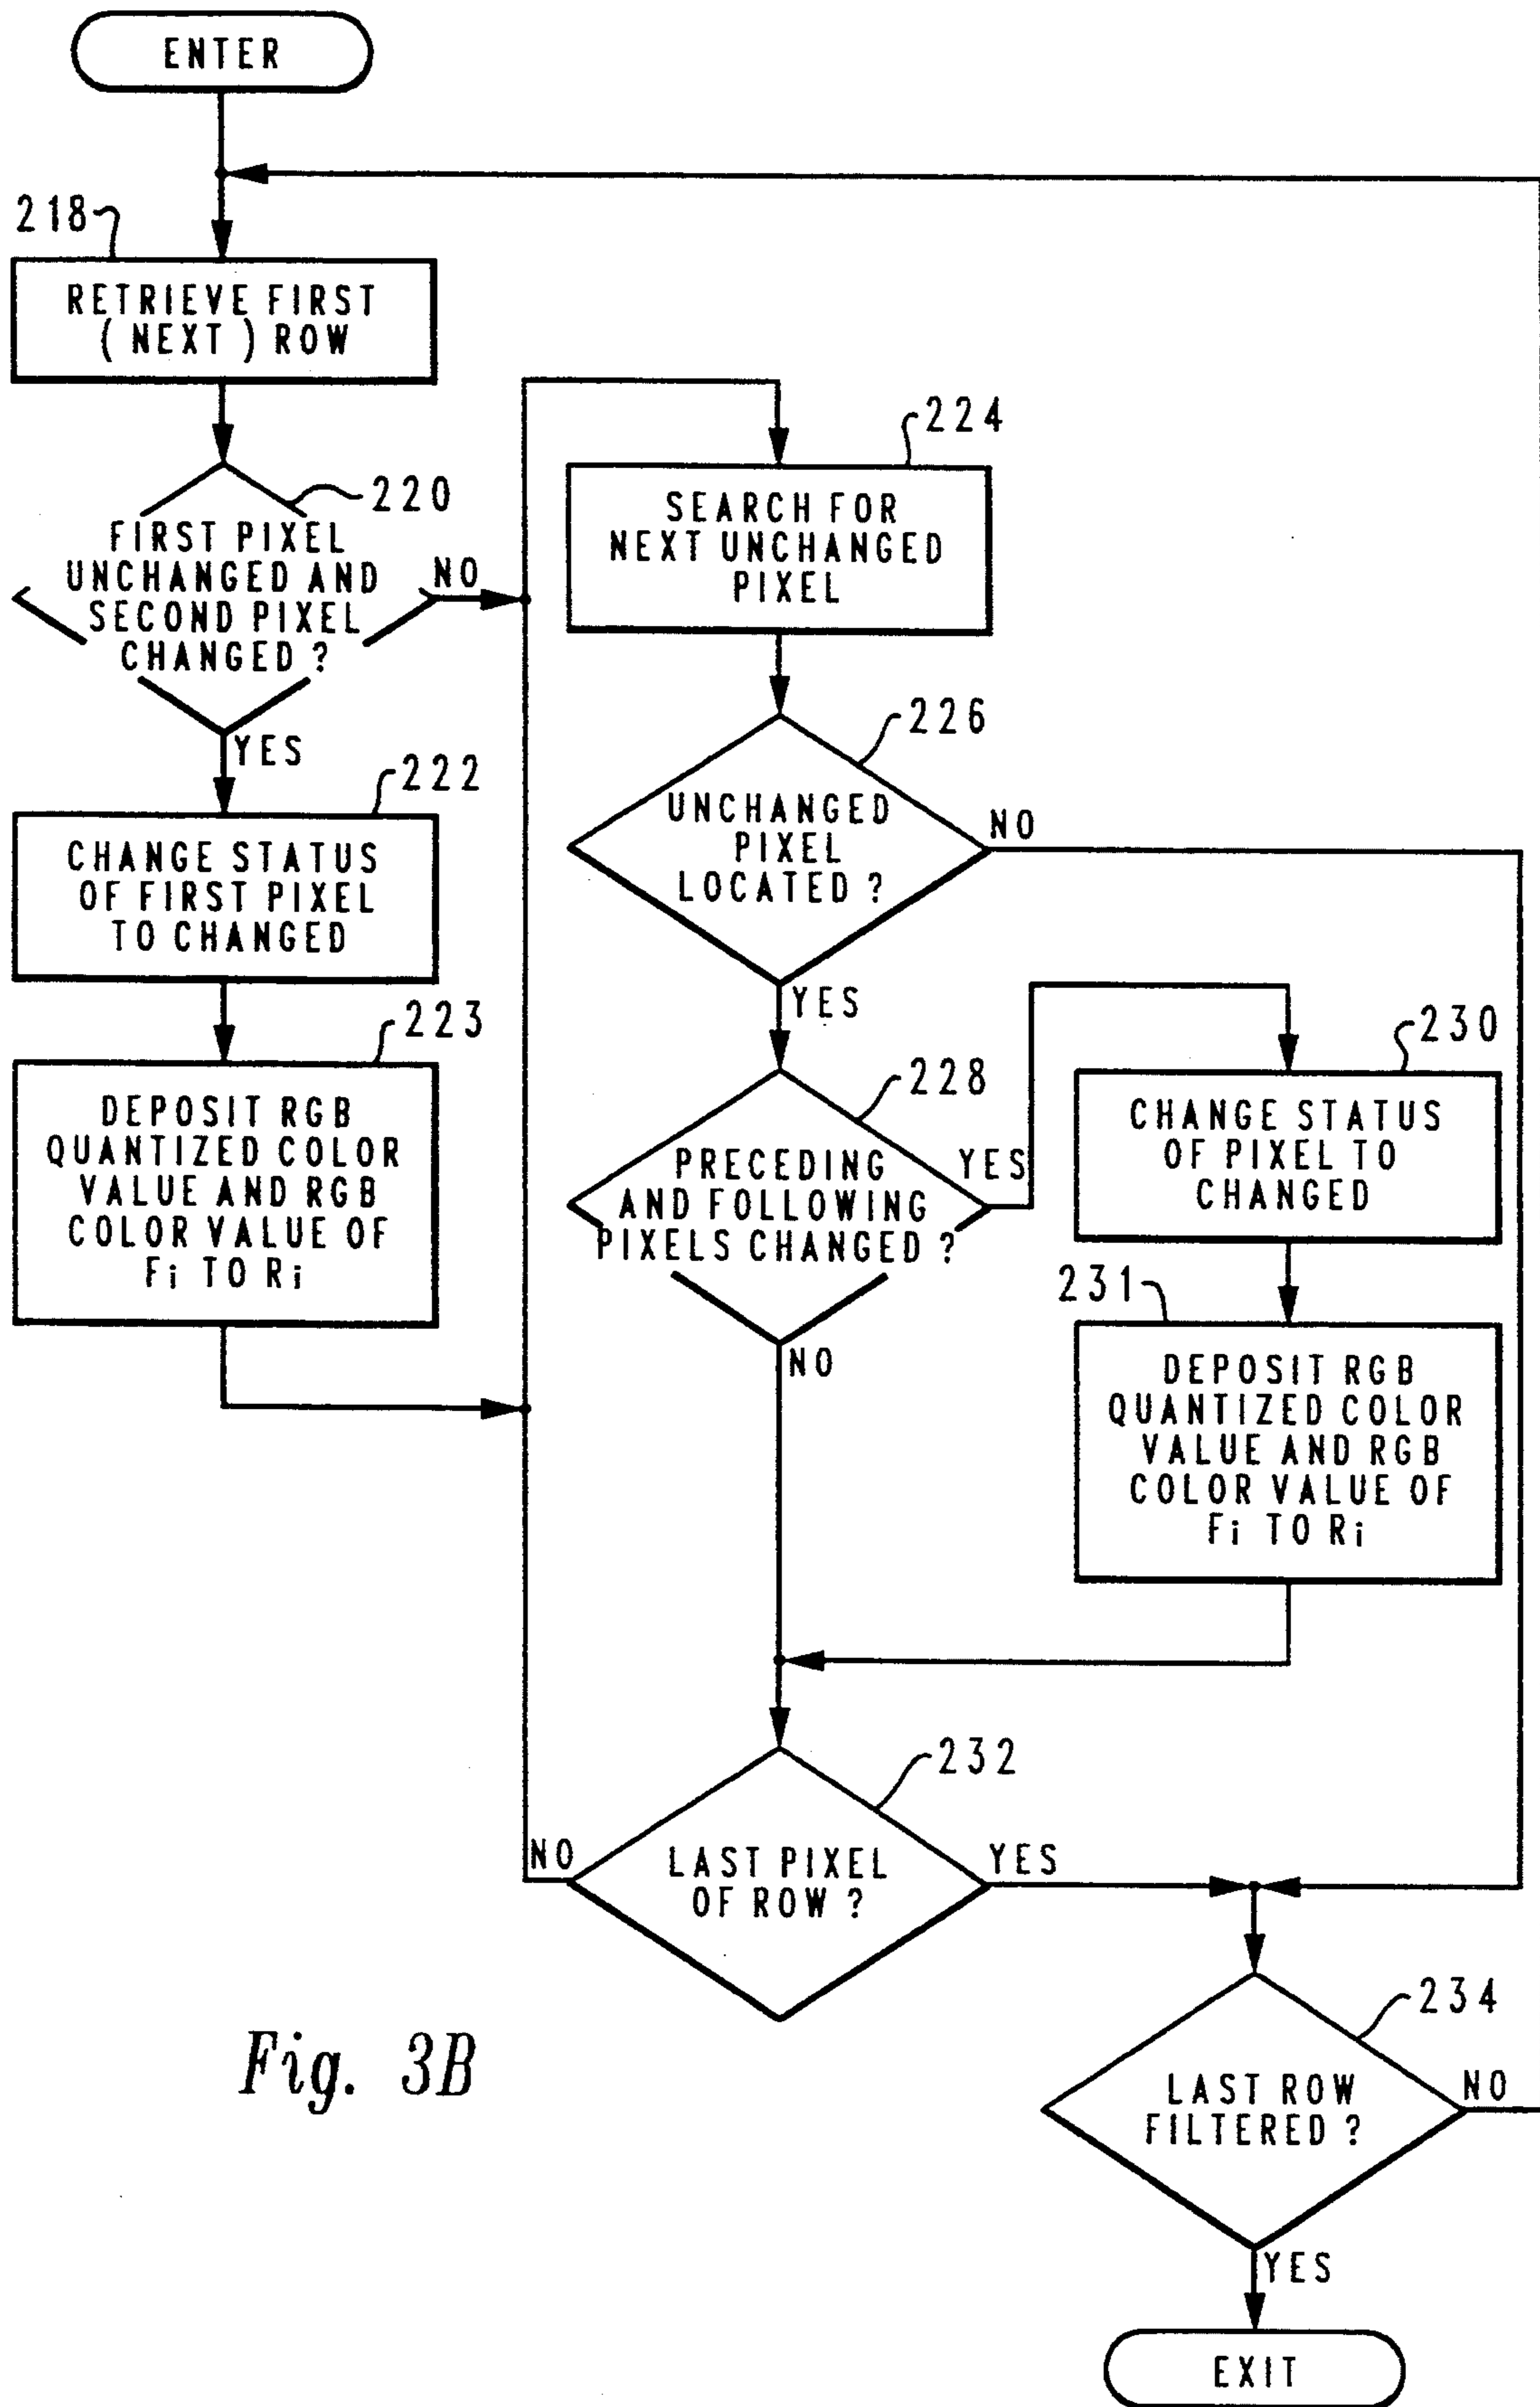 ENTER
218
RETRIEVE FIRST
( NEXT ) ROW
220
FIRST PIXEL
UNCHANGED AND
SECOND PIXEL
CHANGED ?
NO
YES
222
CHANGE STATUS
OF FIRST PIXEL
TO CHANGED
223
DEPOSIT RGB
QUANTIZED COLOR
VALUE AND RGB
COLOR VALUE OF
Fi TO Ri
224
SEARCH FOR
NEXT UNCHANGED
PIXEL
226
UNCHANGED
PIXEL
LOCATED ?
NO
YES
228
PRECEDING
AND FOLLOWING
PIXELS CHANGED ?
YES
NO
230
CHANGE STATUS
OF PIXEL TO
CHANGED
231
DEPOSIT RGB
QUANTIZED COLOR
VALUE AND RGB
COLOR VALUE OF
Fi TO Ri
232
LAST PIXEL
OF ROW ?
NO
YES
234
LAST ROW
FILTERED ?
NO
YES
EXIT
Fig. 3B